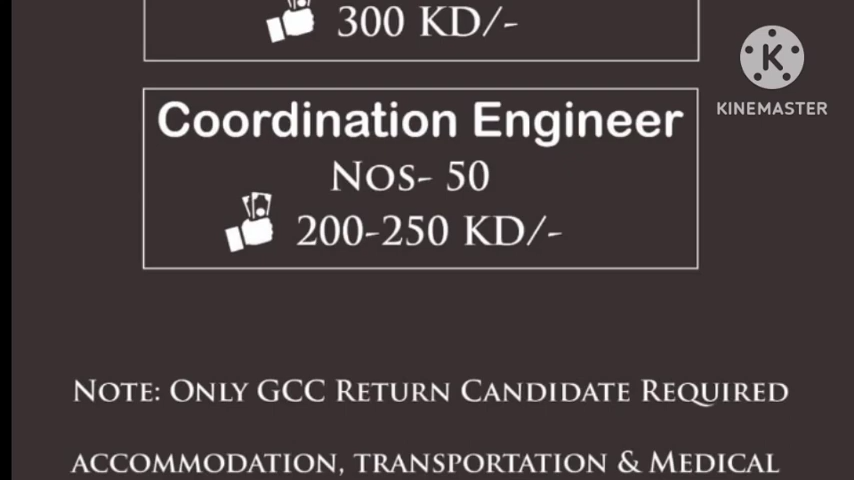 300 KD/-
K
KINEMASTER
Coordination Engineer
Nos- 50
200-250 KD/-
Note: Only GCC Return Candidate Required
accommodation, transportation & Medical